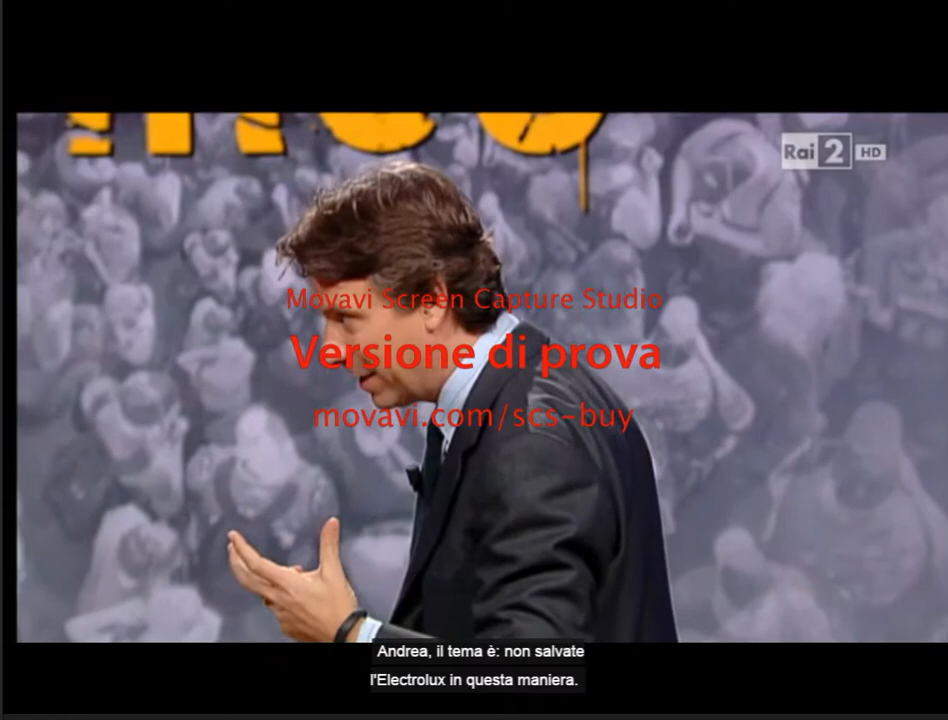 Rai 2 HD
Movavi Screen Capture Studio
Versione di prova
movavi.com/scs-buy
Andrea, il tema è: non salvate
l'Electrolux in questa maniera.